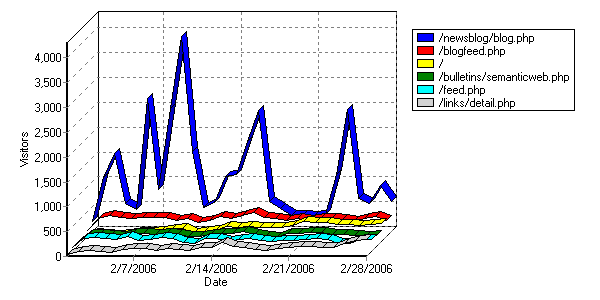 4,000
3,500
3,000
2,500
2,000
1,500
1,000
500
0
Visitors
2/7/2006
2/14/2006
2/21/2006
2/28/2006
Date
/newsblog/blog.php
/blogfeed.php
/
/bulletins/semanticweb.php
/feed.php
/links/detail.php